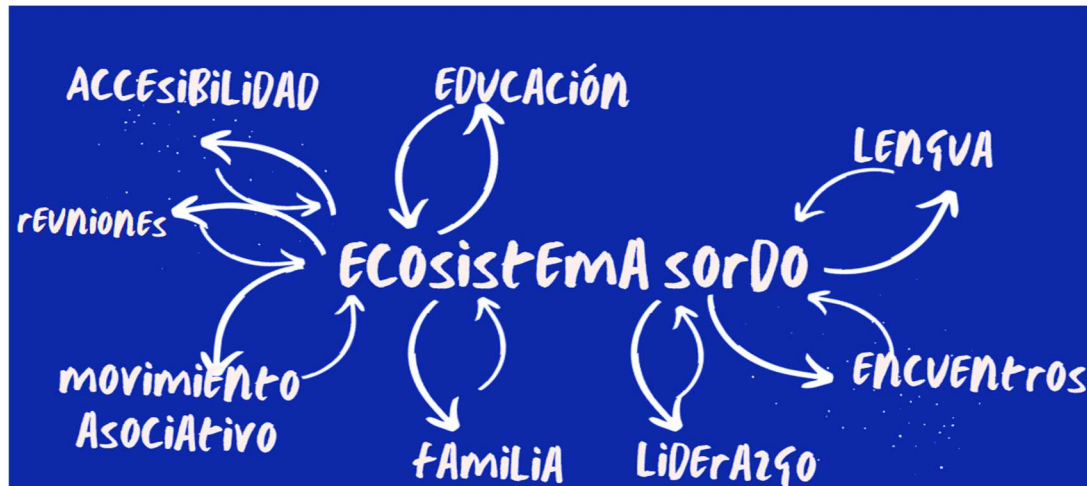 ACCESIBILIDAD
EDUCACIÓN
LENGUA
REUNIONES
ECOSISTEMA SORDO
MOVIMIENTO
ASOCIATIVO
FAMILIA
LIDERAZGO
ENCUENTROS